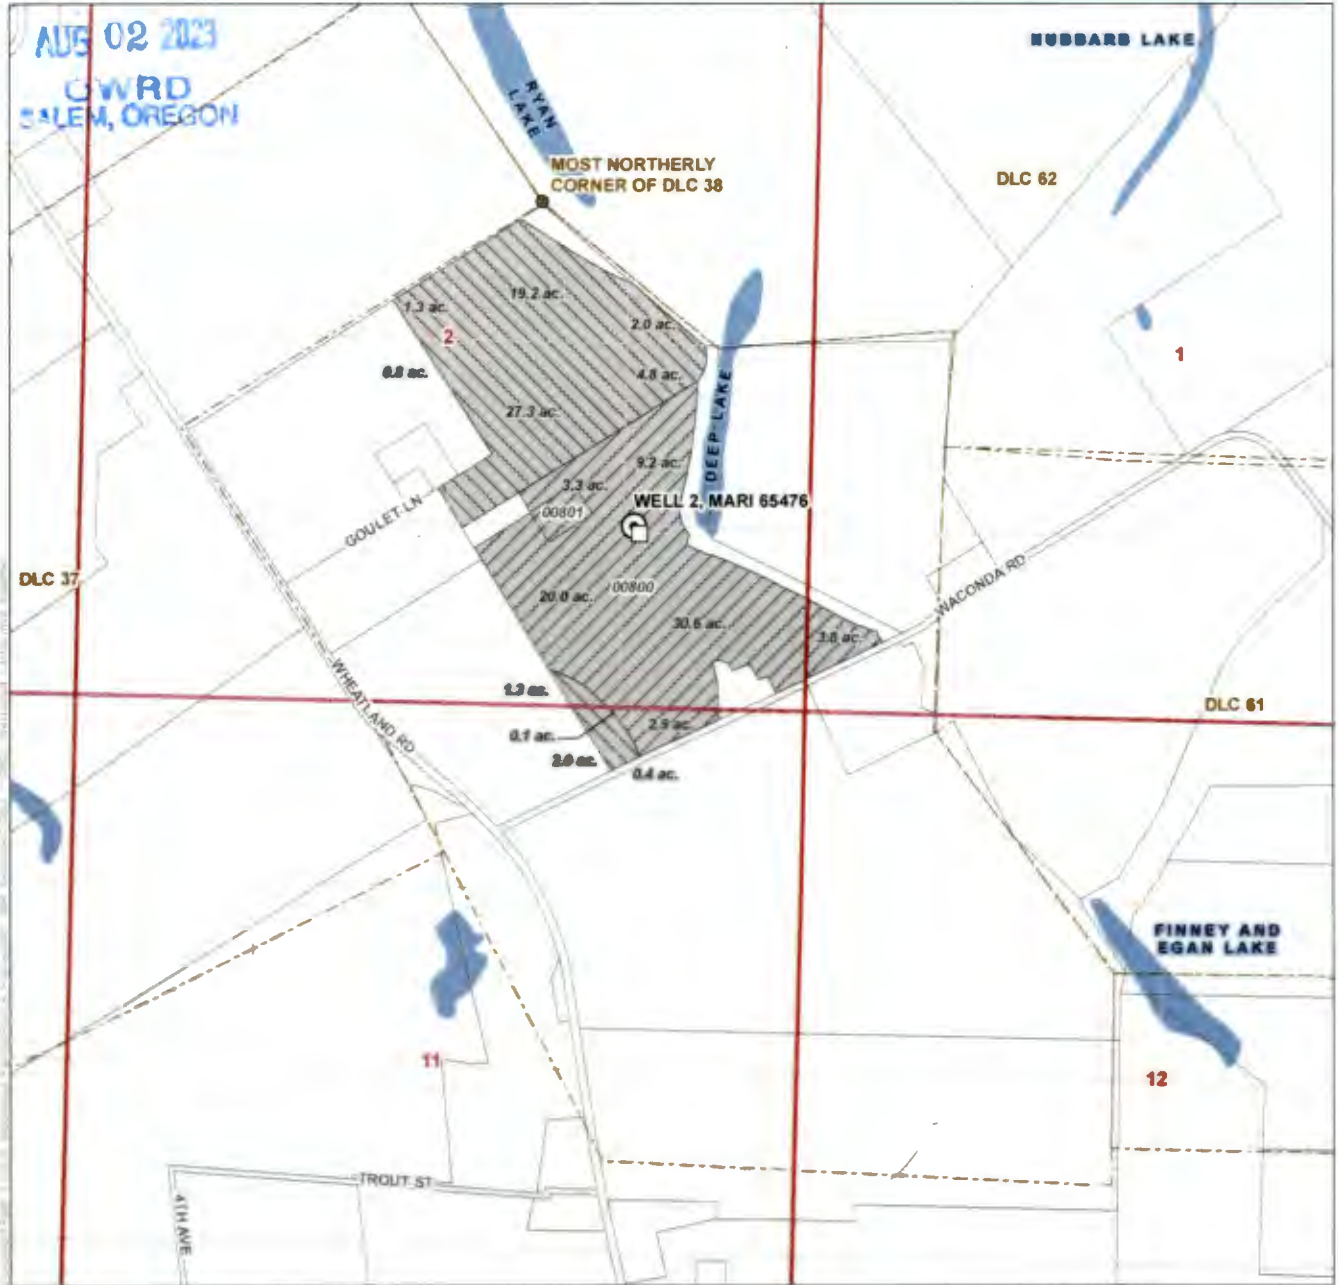 AUG 02 2023
OWRD
SALEM, OREGON
HUBBARD LAKE
RYAN
LAKE
MOST NORTHERLY
CORNER OF DLC 38
DLC 62
19.2 ac.
1.3 ac.
2
2.0 ac.
1
0.8 ac.
4.8 ac.
27.3 ac.
DEEP LAKE
9.2 ac.
3.3 ac.
WELL 2, MARI 65476
00801
GOULET LN
DLC 37
WACONDA RD
20.0 ac.
00800
30.6 ac.
3.8 ac.
WHEATLAND RD
1.3 ac.
DLC 61
2.9 ac.
0.1 ac.
2.0 ac.
0.4 ac.
FINNEY AND
EGAN LAKE
11
12
TROUT ST
4TH AVE